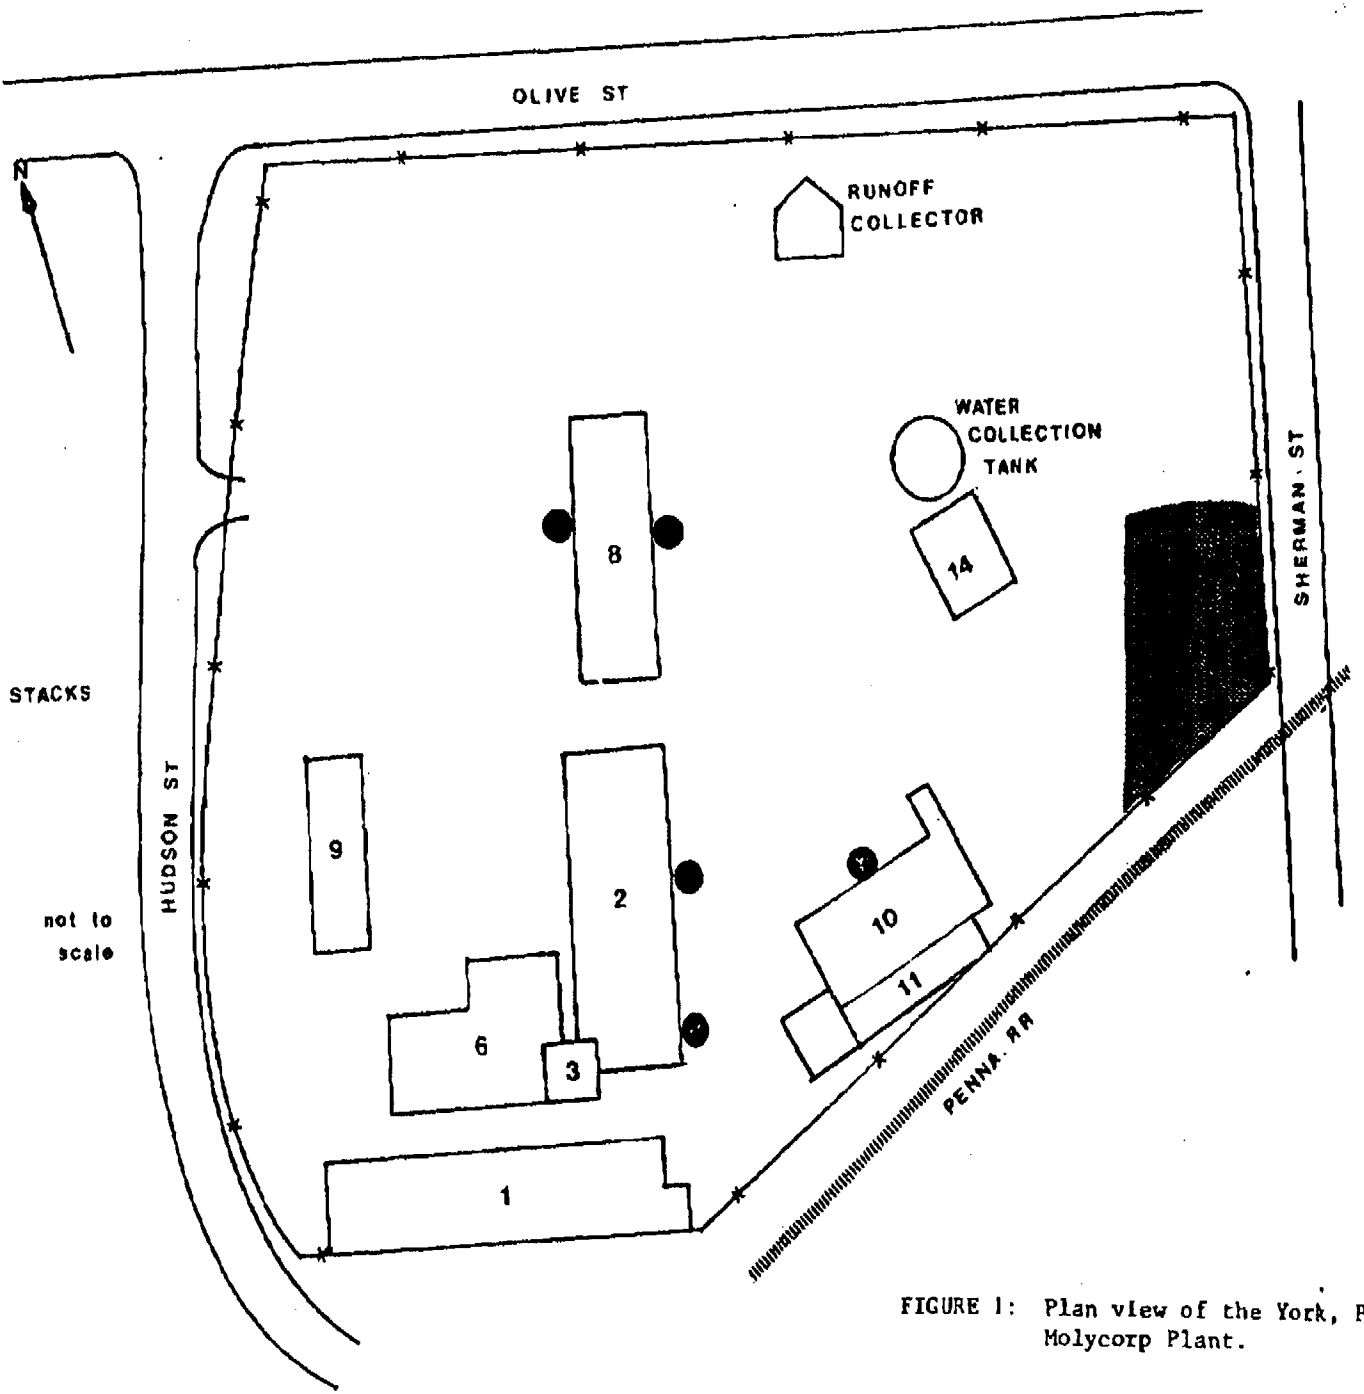 OLIVE ST
N
RUNOFF
COLLECTOR
WATER
COLLECTION
TANK
SHERMAN ST
8
14
STACKS
HUDSON ST
9
2
10
not to
scale
11
6
3
PENNA. RR
1
FIGURE 1: Plan view of the York, P
Molycorp Plant.